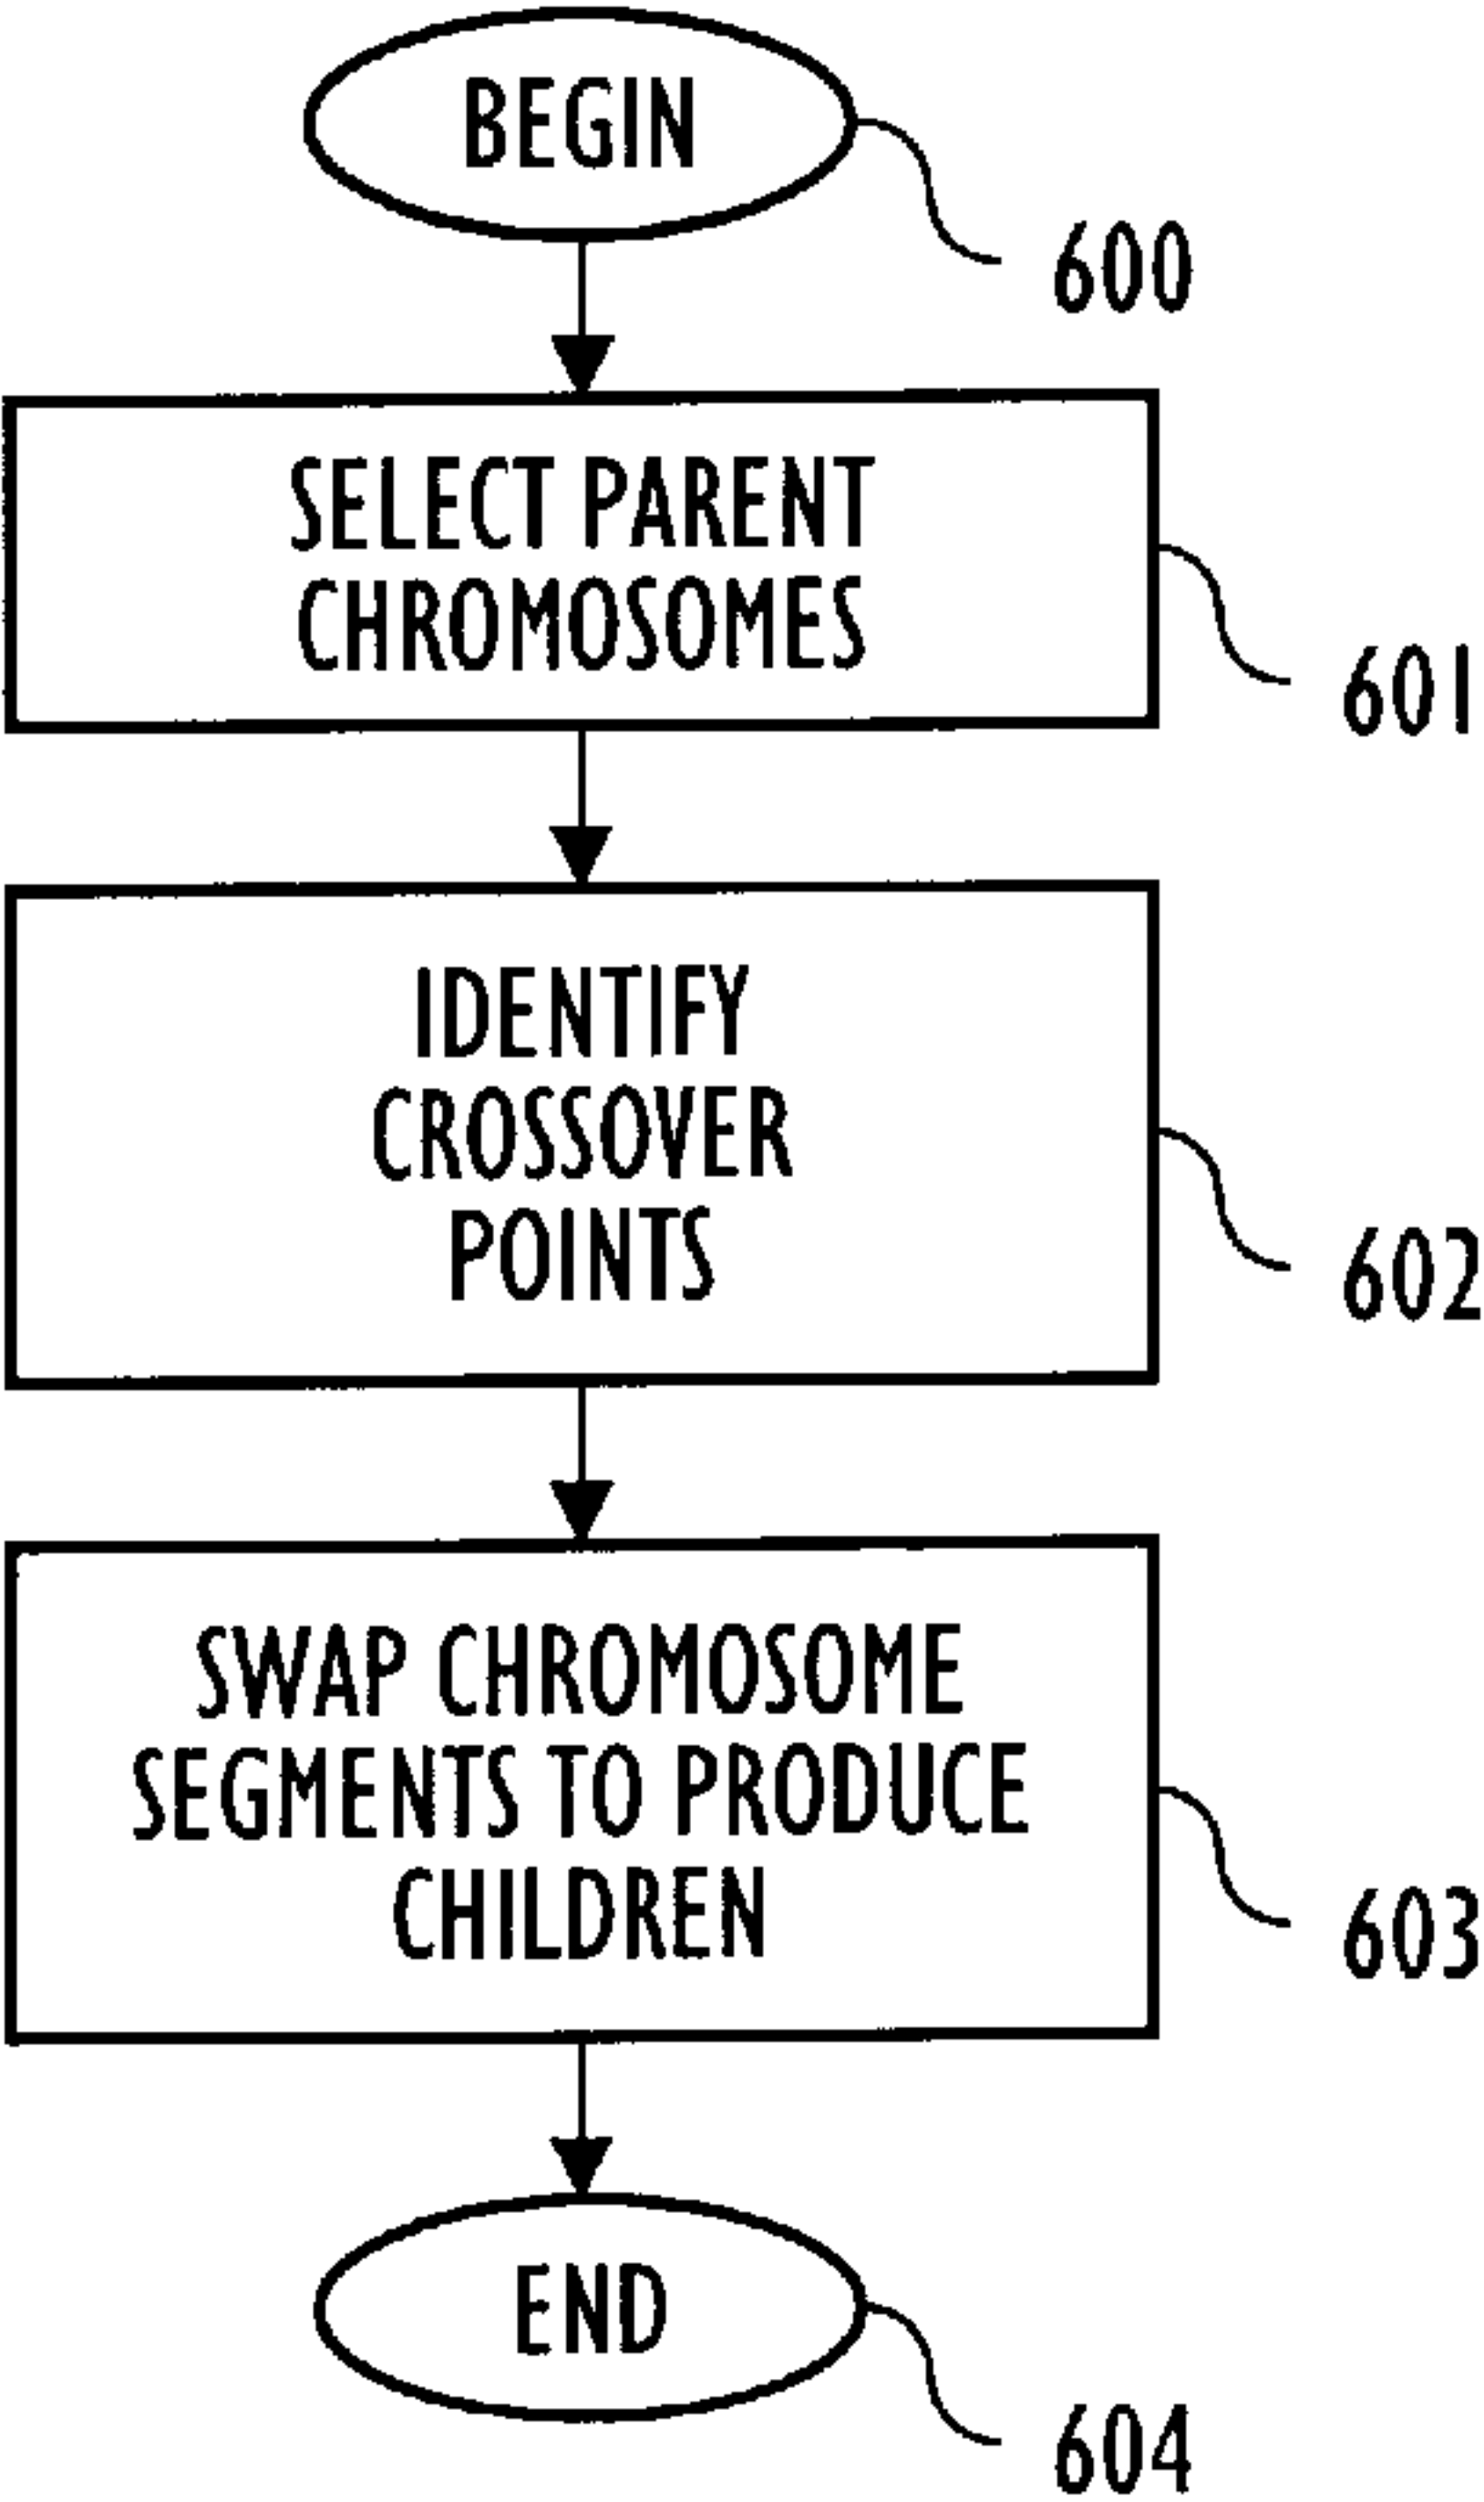 BEGIN
600
SELECT PARENT
CHROMOSOMES
601
IDENTIFY
CROSSOVER
POINTS
602
SWAP CHROMOSOME
SEGMENTS TO PRODUCE
CHILDREN
603
END
604